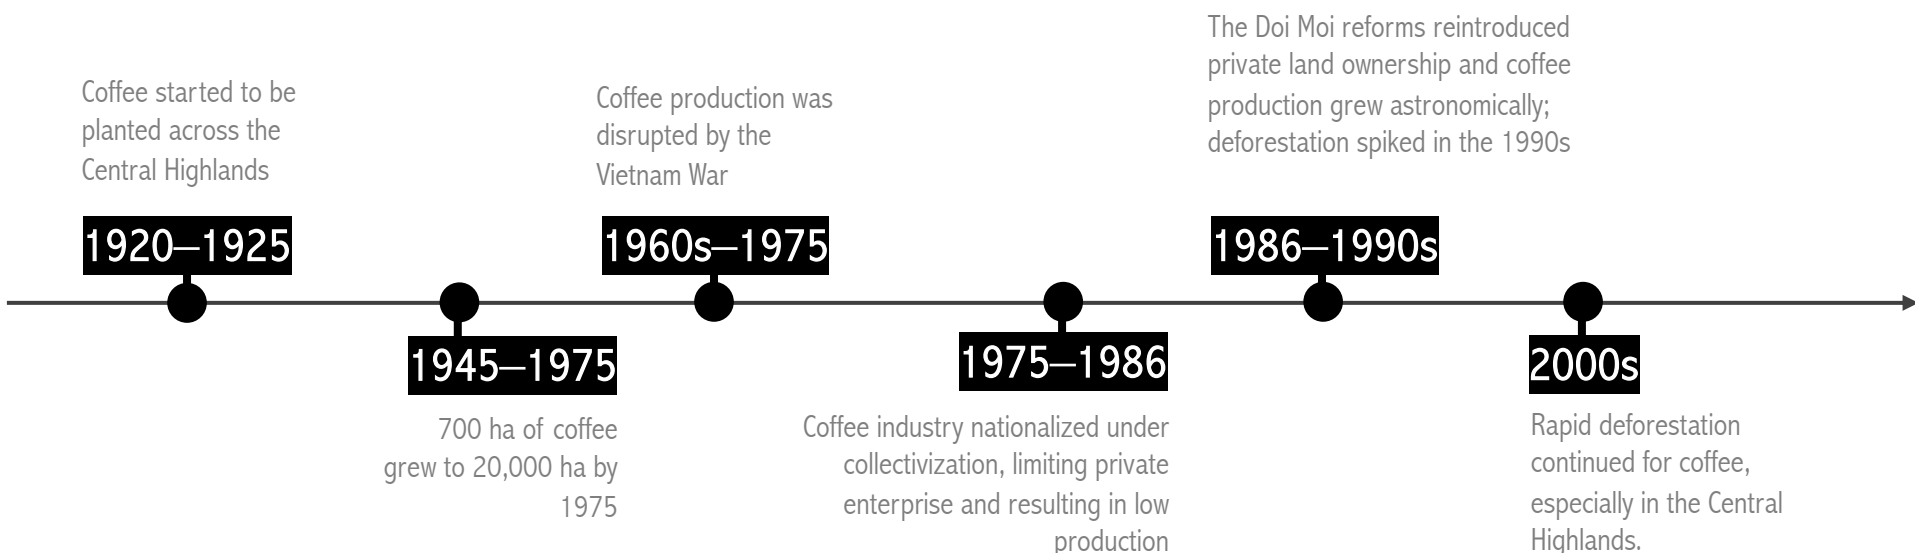 Coffee started to be
planted across the
Central Highlands
1920–1925
1945–1975
700 ha of coffee
grew to 20,000 ha by
1975
Coffee production was
disrupted by the
Vietnam War
1960s–1975
1975–1986
Coffee industry nationalized under
collectivization, limiting private
enterprise and resulting in low
production
The Doi Moi reforms reintroduced
private land ownership and coffee
production grew astronomically;
deforestation spiked in the 1990s
1986–1990s
2000s
Rapid deforestation
continued for coffee,
especially in the Central
Highlands.